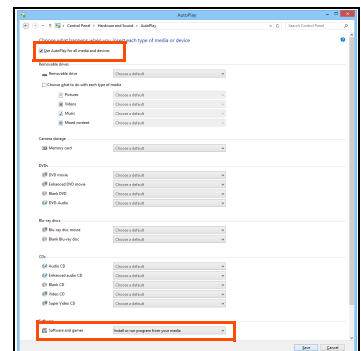 AutoPlay
Control Panel › Hardware and Sound › AutoPlay
Search Control Panel
Choose what happens when you insert each type of media or device
Use AutoPlay for all media and devices
Removable drives
Removable drive Choose a default
Choose what to do with each type of media
Pictures Choose a default
Videos Choose a default
Music Choose a default
Mixed content Choose a default
Camera storage
Memory card Choose a default
DVDs
DVD movie Choose a default
Enhanced DVD movie Choose a default
Blank DVD Choose a default
DVD-Audio Choose a default
Blu-ray discs
Blu-ray disc movie Choose a default
Blank Blu-ray disc Choose a default
CDs
Audio CD Choose a default
Enhanced audio CD Choose a default
Blank CD Choose a default
Video CD Choose a default
Super Video CD Choose a default
Software
Software and games Install or run program from your media
Save Cancel